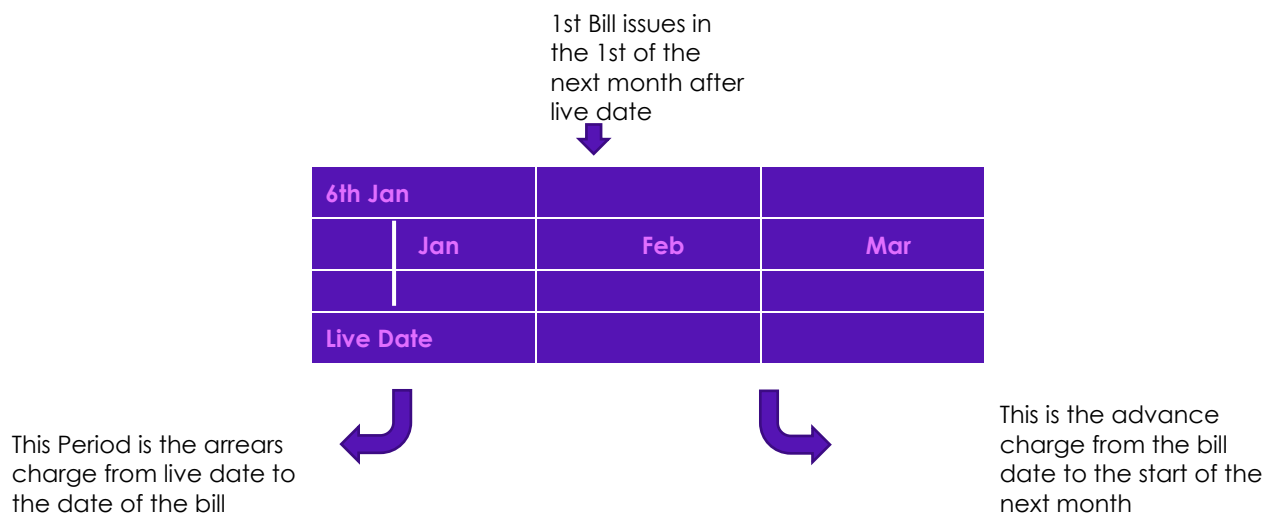 1st Bill issues in
the 1st of the
next month after
live date
6th Jan
Jan Feb Mar
Live Date
This Period is the arrears
charge from live date to
the date of the bill
This is the advance
charge from the bill
date to the start of the
next month